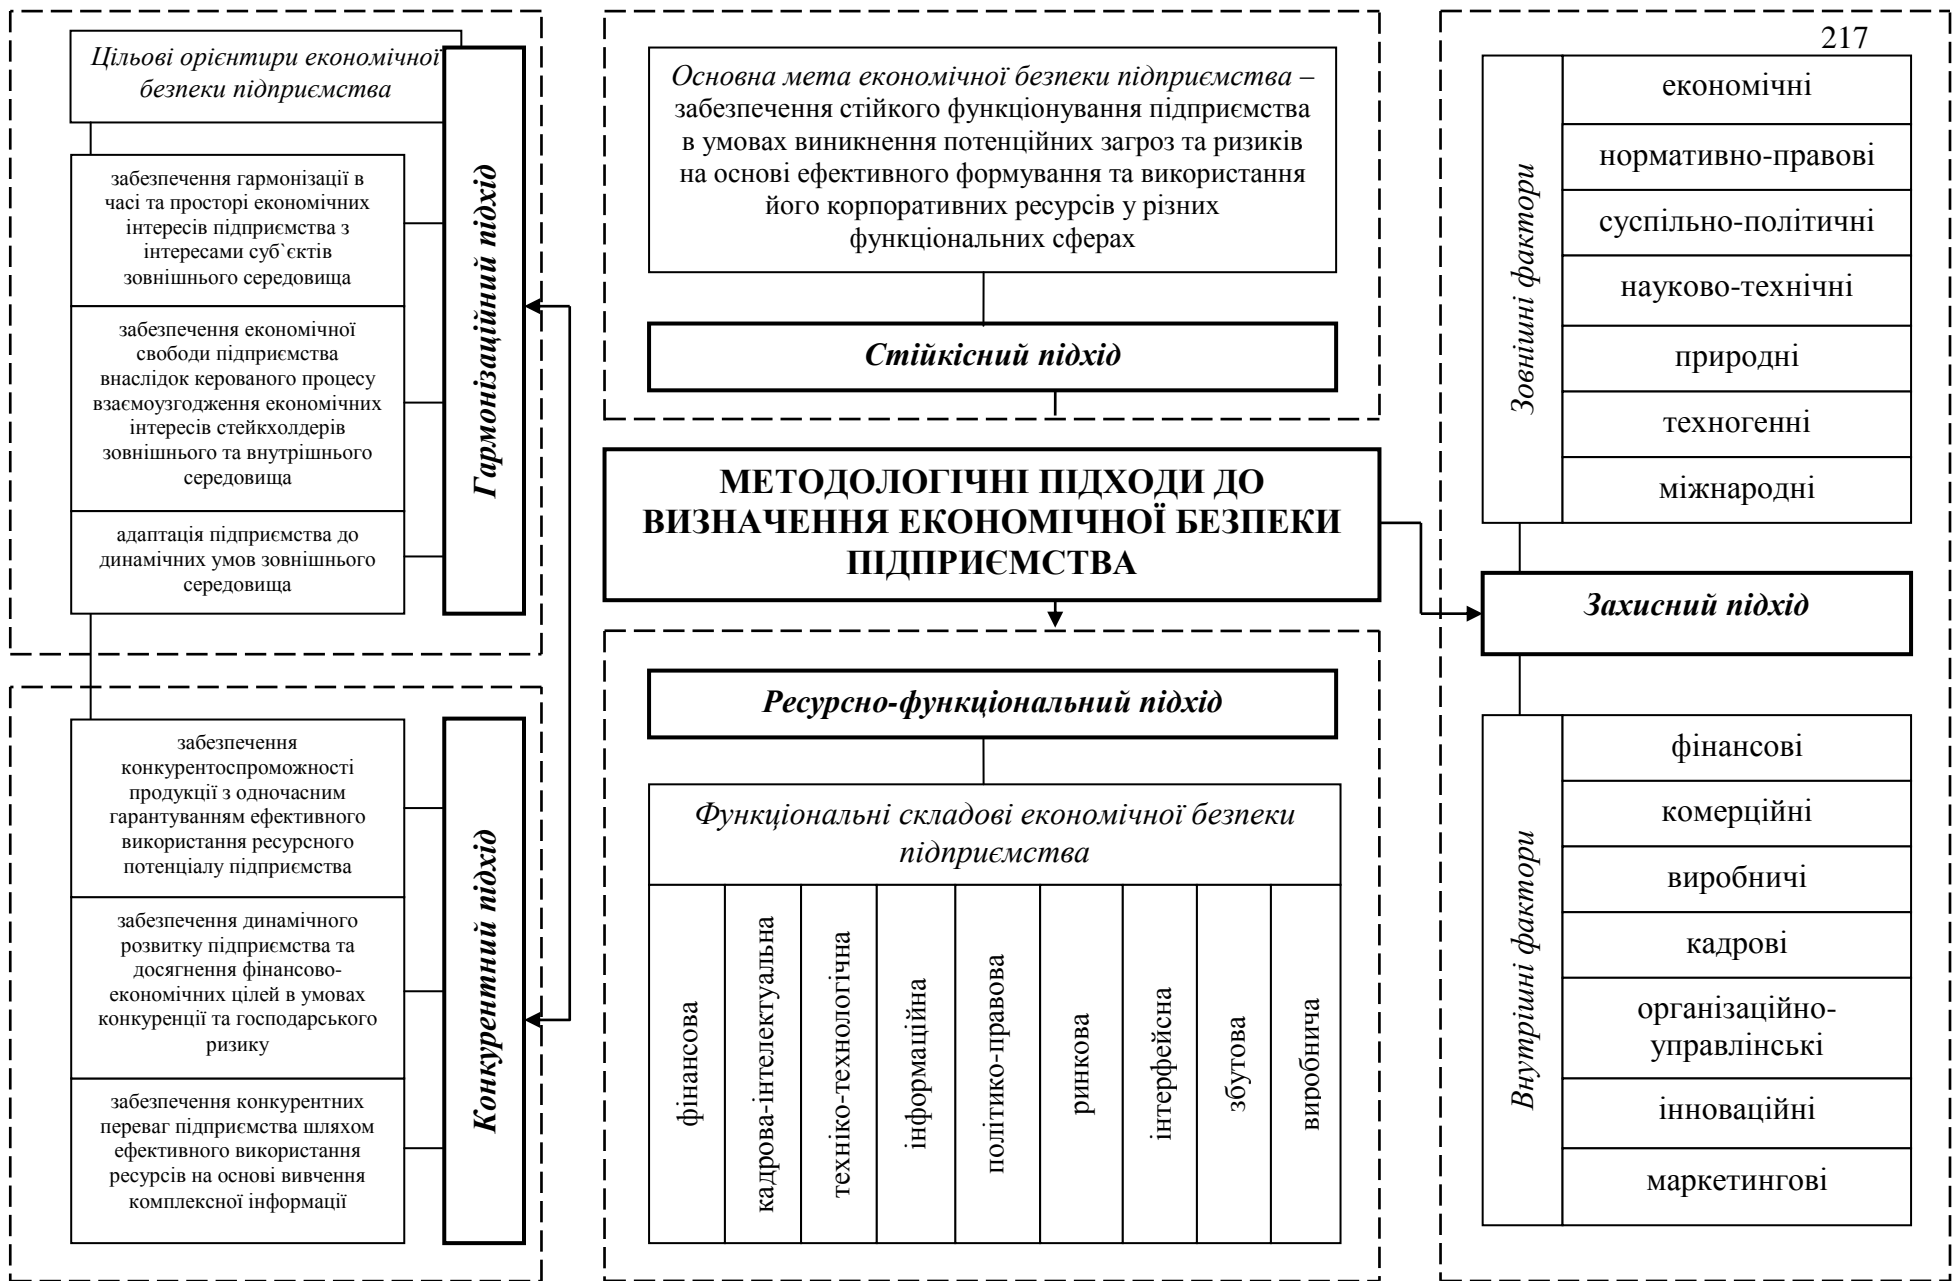 217
Цільові орієнтири економічної
безпеки підприємства
забезпечення гармонізації в
часі та просторі економічних
інтересів підприємства з
інтересами суб`єктів
зовнішнього середовища
забезпечення економічної
свободи підприємства
внаслідок керованого процесу
взаємоузгодження економічних
інтересів стейкхолдерів
зовнішнього та внутрішнього
середовища
адаптація підприємства до
динамічних умов зовнішнього
середовища
Гармонізаційний підхід
забезпечення
конкурентоспроможності
продукції з одночасним
гарантуванням ефективного
використання ресурсного
потенціалу підприємства
забезпечення динамічного
розвитку підприємства та
досягнення фінансово-
економічних цілей в умовах
конкуренції та господарського
ризику
забезпечення конкурентних
переваг підприємства шляхом
ефективного використання
ресурсів на основі вивчення
комплексної інформації
Конкурентний підхід
Основна мета економічної безпеки підприємства –
забезпечення стійкого функціонування підприємства
в умовах виникнення потенційних загроз та ризиків
на основі ефективного формування та використання
його корпоративних ресурсів у різних
функціональних сферах
Стійкісний підхід
МЕТОДОЛОГІЧНІ ПІДХОДИ ДО
ВИЗНАЧЕННЯ ЕКОНОМІЧНОЇ БЕЗПЕКИ
ПІДПРИЄМСТВА
Ресурсно-функціональний підхід
Функціональні складові економічної безпеки
підприємства
фінансова
кадрова-інтелектуальна
техніко-технологічна
інформаційна
політико-правова
ринкова
інтерфейсна
збутова
виробнича
Зовнішні фактори
економічні
нормативно-правові
суспільно-політичні
науково-технічні
природні
техногенні
міжнародні
Захисний підхід
Внутрішні фактори
фінансові
комерційні
виробничі
кадрові
організаційно-
управлінські
інноваційні
маркетингові